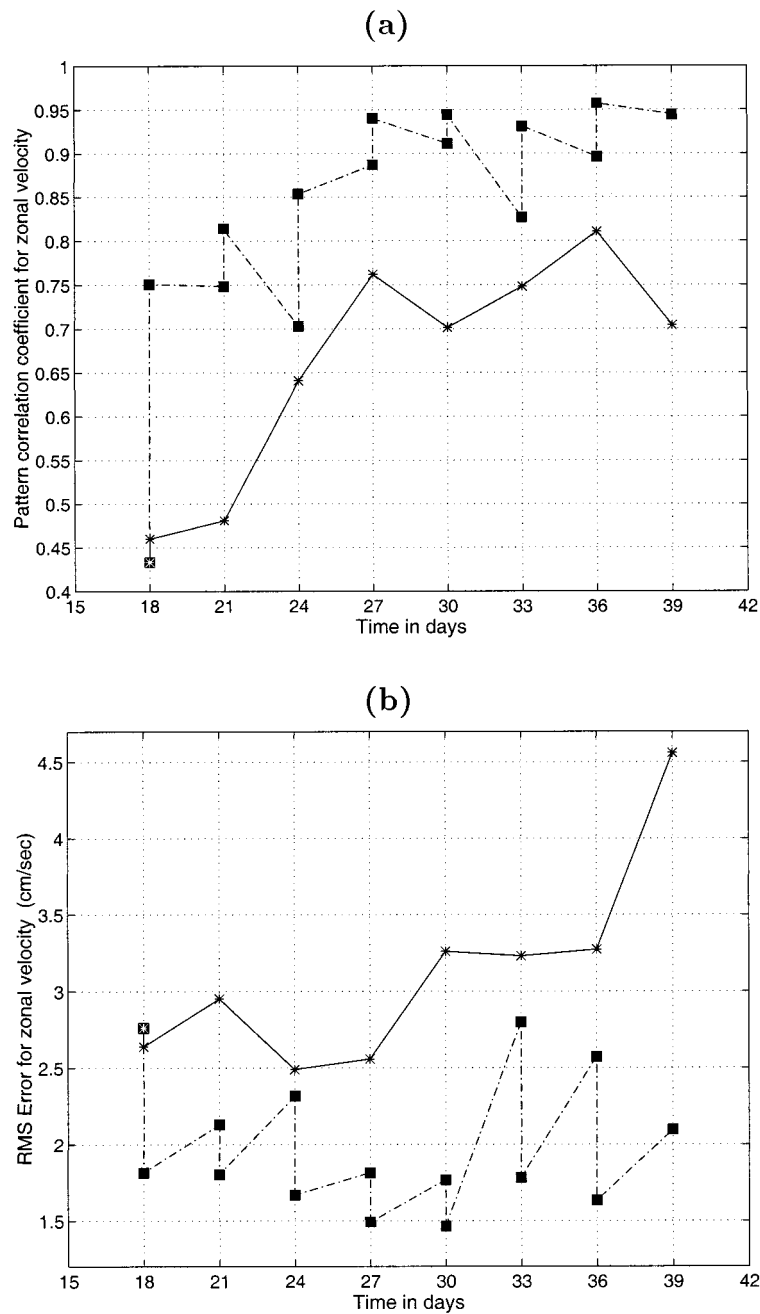 (a)
Pattern correlation coefficient for zonal velocity
1
0.95
0.9
0.85
0.8
0.75
0.7
0.65
0.6
0.55
0.5
0.45
0.4
15 18 21 24 27 30 33 36 39 42
Time in days
(b)
RMS Error for zonal velocity (cm/sec)
4.5
4
3.5
3
2.5
2
1.5
15 18 21 24 27 30 33 36 39 42
Time in days